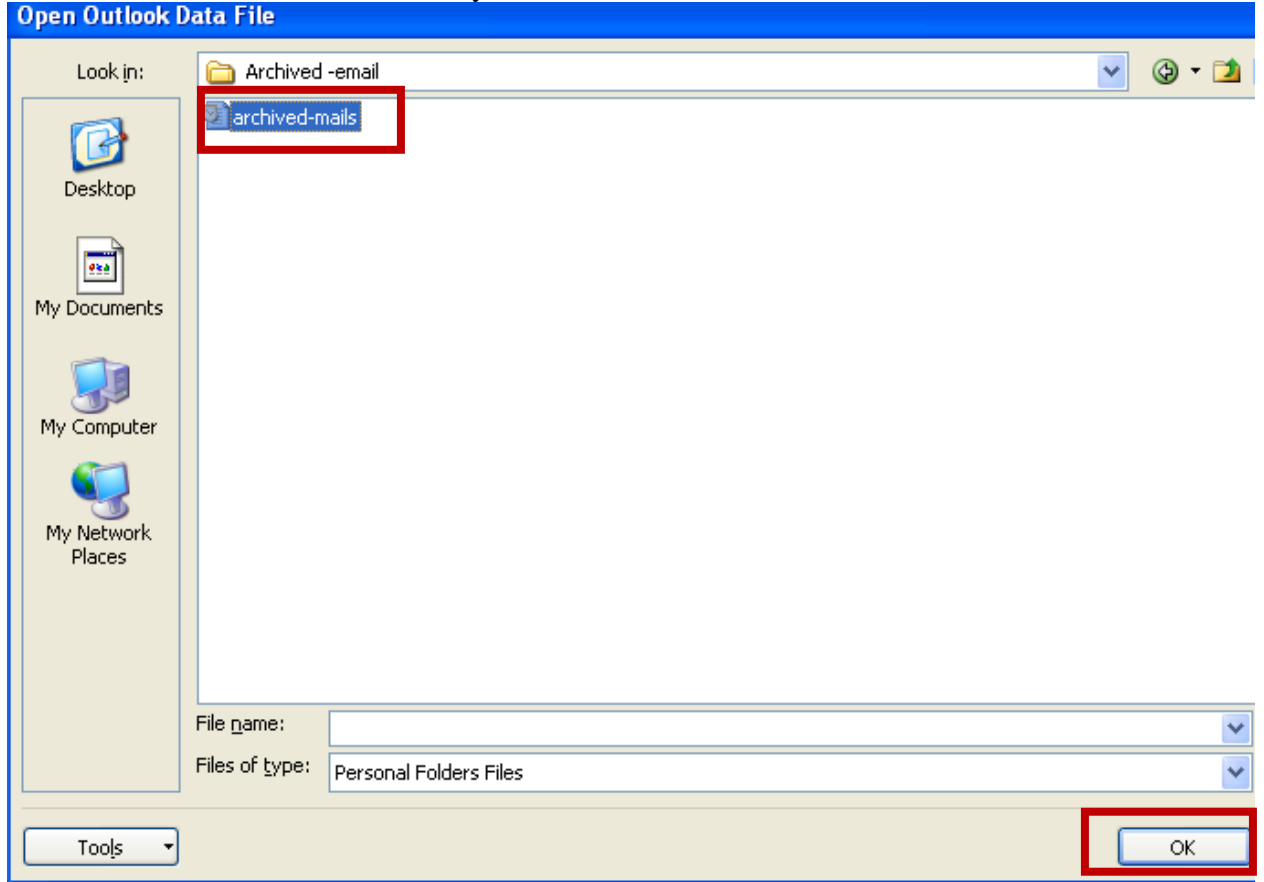 Open Outlook Data File
Look in:
Archived -email
archived-mails
Desktop
My Documents
My Computer
My Network
Places
File name:
Files of type:
Personal Folders Files
Tools
OK